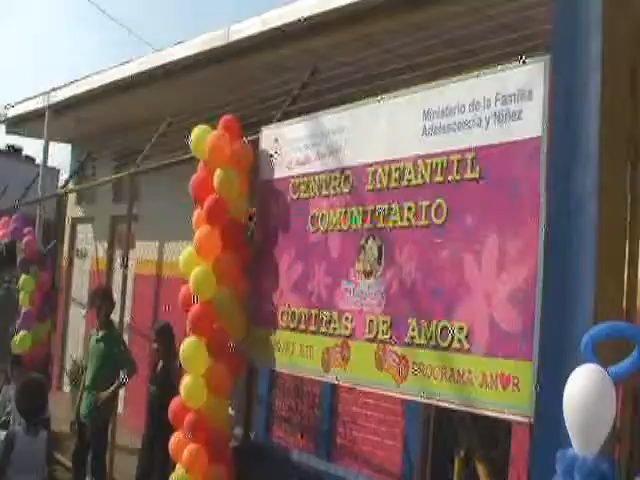 Ministerio de la Familia
Adolescencia y Niñez
CENTRO INFANTIL
COMUNITARIO
GOTITAS DE AMOR
PROGRAMA AMOR